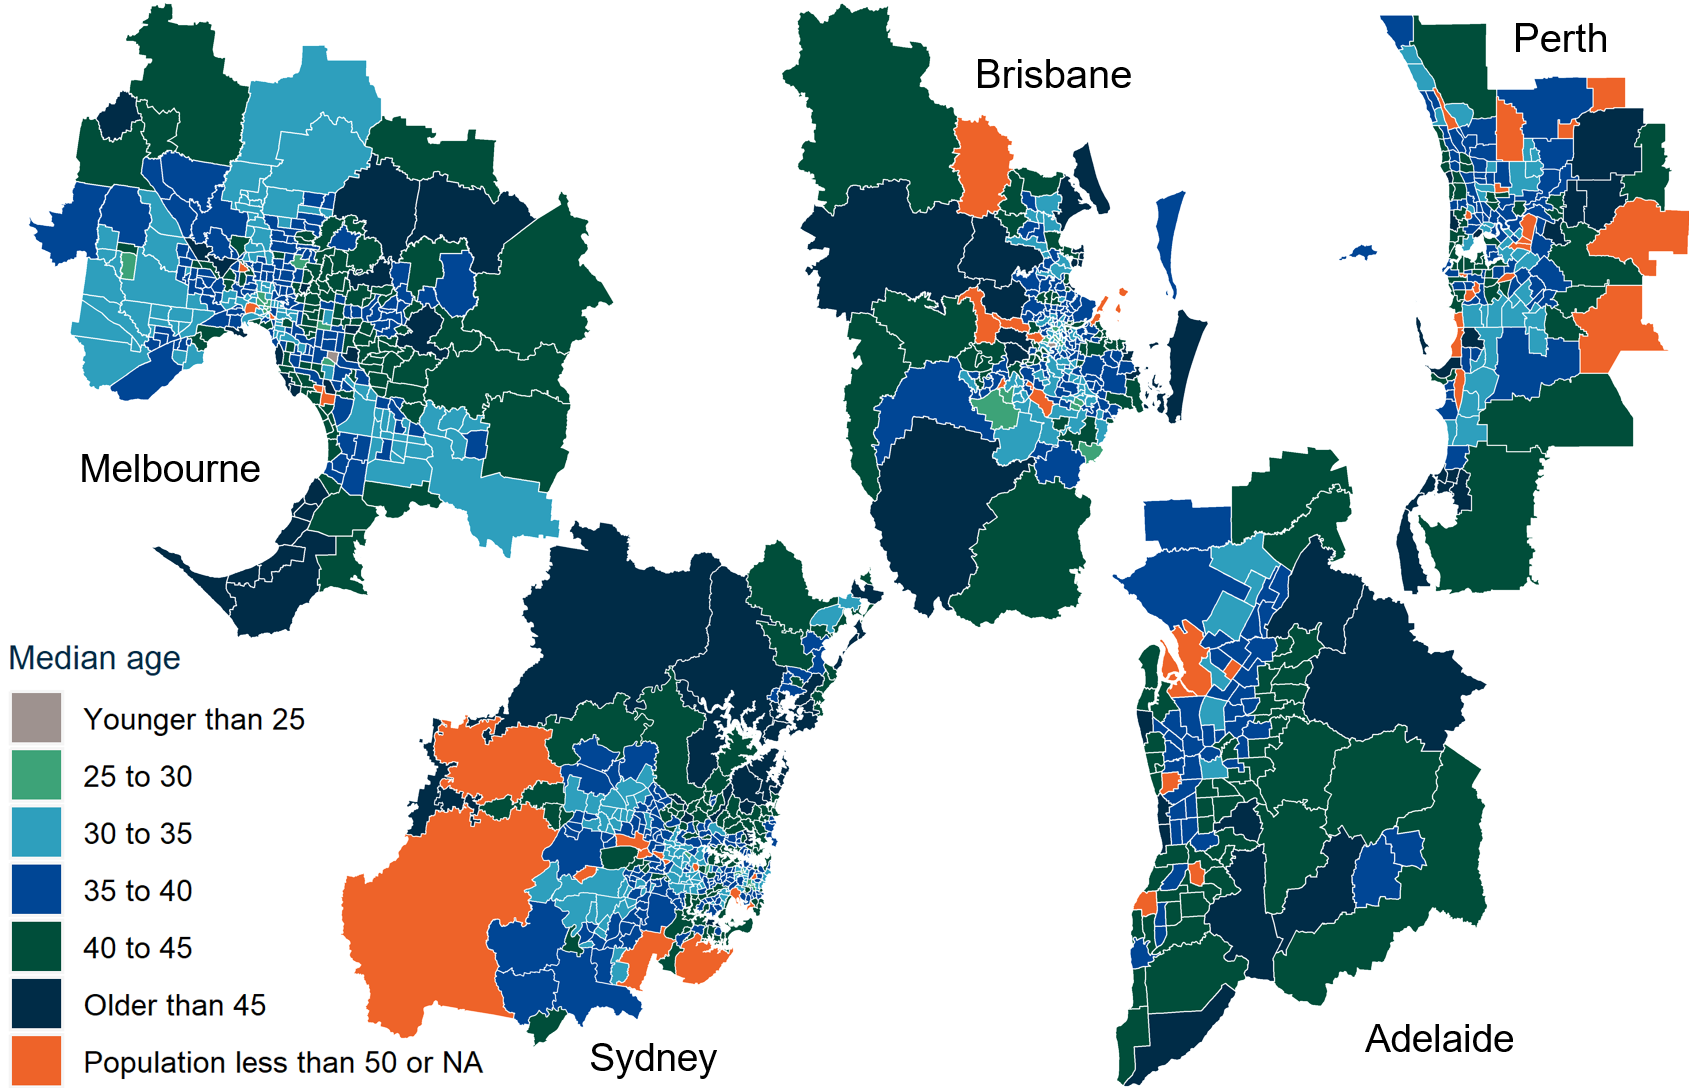 Perth
Brisbane
Melbourne
Median age
Younger than 25
25 to 30
30 to 35
35 to 40
40 to 45
Older than 45
Population less than 50 or NA
Sydney
Adelaide